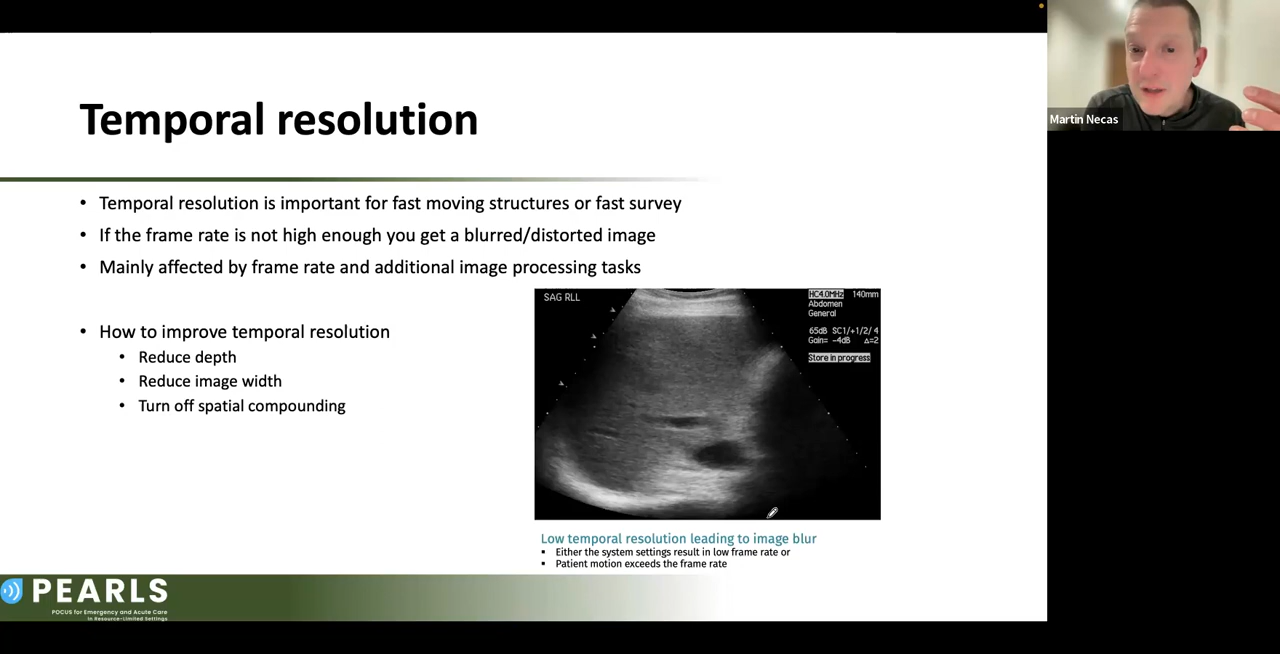 Temporal resolution
• Temporal resolution is important for fast moving structures or fast survey
• If the frame rate is not high enough you get a blurred/distorted image
• Mainly affected by frame rate and additional image processing tasks
• How to improve temporal resolution
• Reduce depth
• Reduce image width
• Turn off spatial compounding
SAG RLL
HC4.0MHz 140mm
Abdomen
General
65dB SC1/+1/2/ 4
Gain= -4dB Δ=2
Store in progress
Low temporal resolution leading to image blur
▪ Either the system settings result in low frame rate or
▪ Patient motion exceeds the frame rate
PEARLS
POCUS for Emergency and Acute Care
in Resource-Limited Settings
Martin Necas